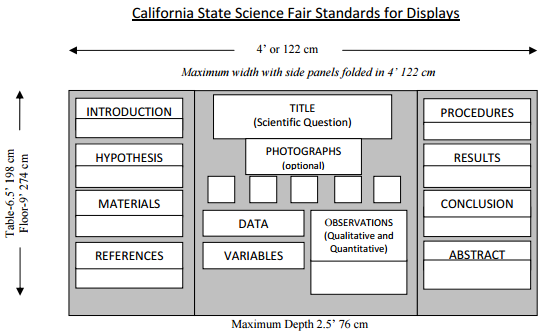 California State Science Fair Standards for Displays
4’ or 122 cm
Maximum width with side panels folded in 4’ 122 cm
Table-6.5’ 198 cm
Floor-9’ 274 cm
INTRODUCTION
HYPOTHESIS
MATERIALS
REFERENCES
TITLE
(Scientific Question)
PHOTOGRAPHS
(optional)
DATA
VARIABLES
OBSERVATIONS
(Qualitative and
Quantitative)
PROCEDURES
RESULTS
CONCLUSION
ABSTRACT
Maximum Depth 2.5’ 76 cm